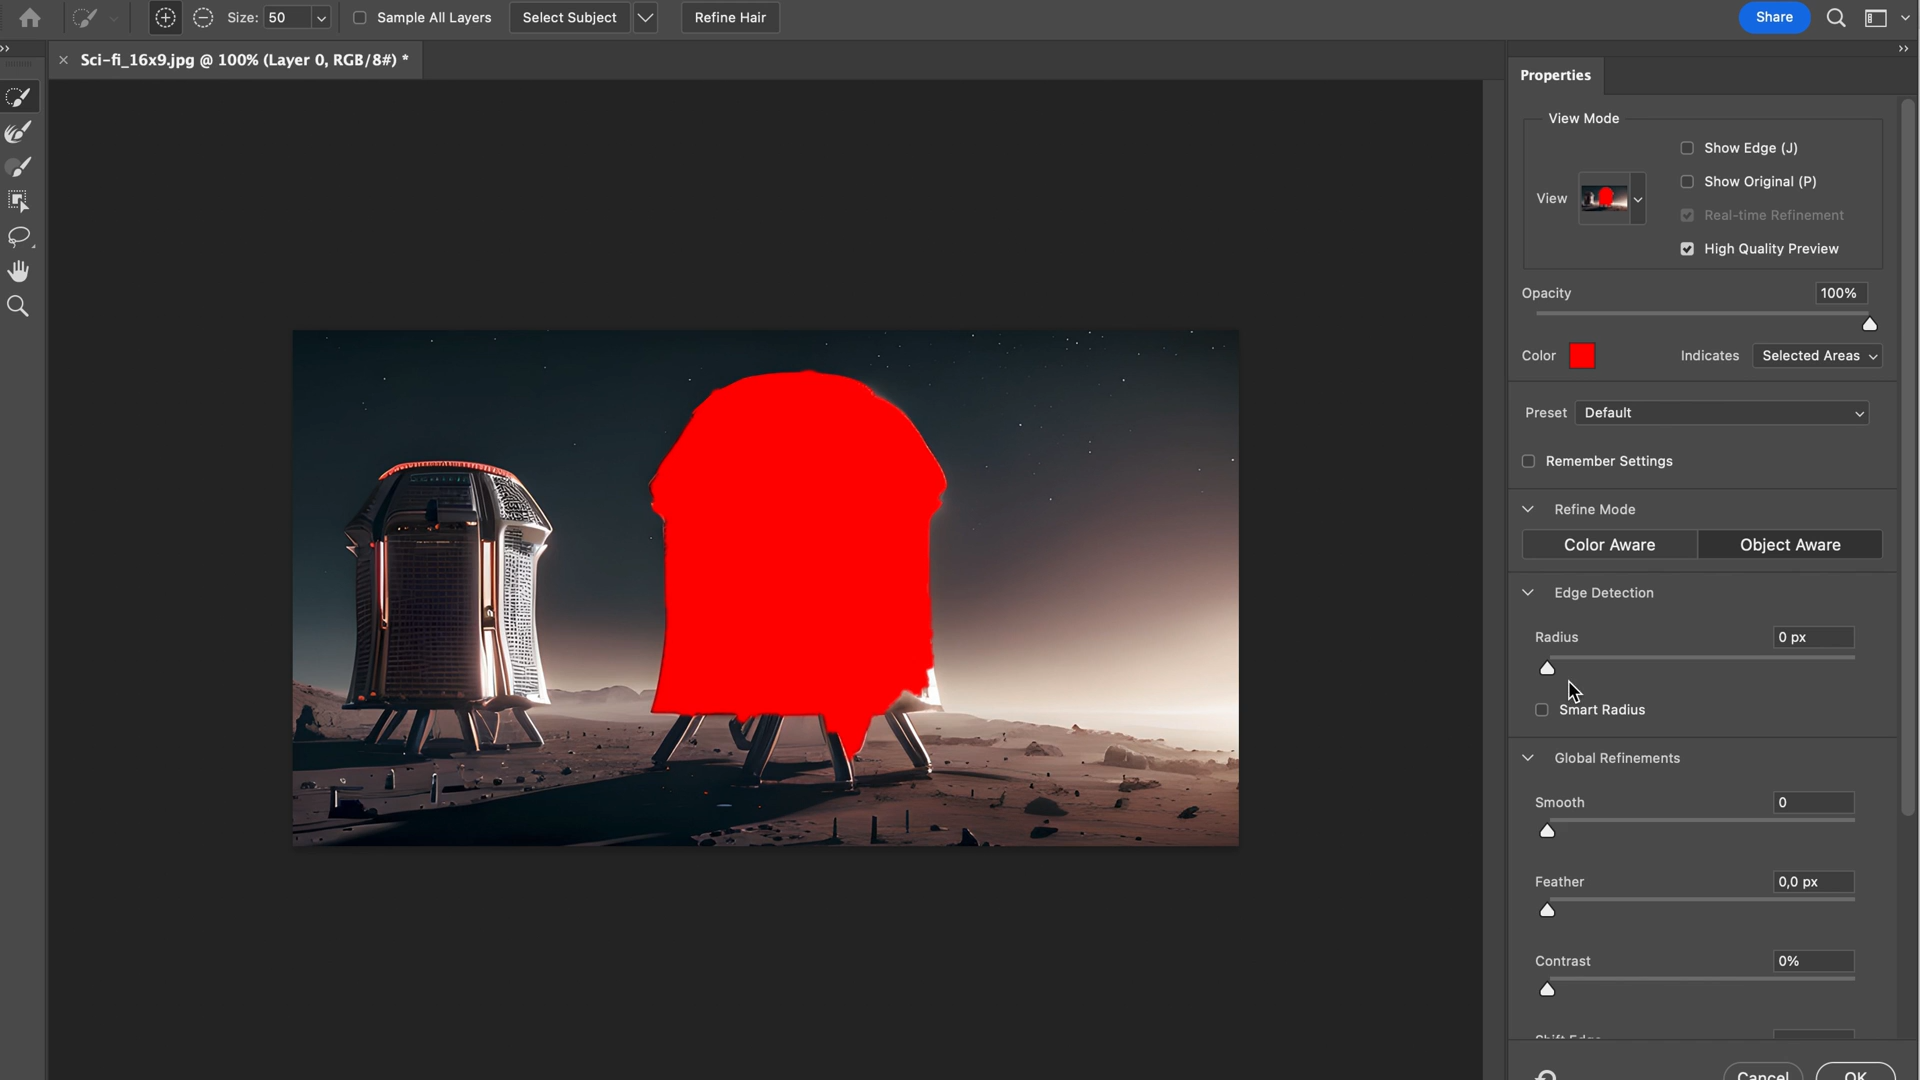 Size: 50 Sample All Layers Select Subject Refine Hair Share
Sci-fi_16x9.jpg @ 100% (Layer 0, RGB/8#) *
Properties
View Mode
Show Edge (J)
Show Original (P)
View
Real-time Refinement
High Quality Preview
Opacity 100%
Color Indicates Selected Areas
Preset Default
Remember Settings
Refine Mode
Color Aware Object Aware
Edge Detection
Radius 0 px
Smart Radius
Global Refinements
Smooth 0
Feather 0,0 px
Contrast 0%
Shift Edge
Cancel OK